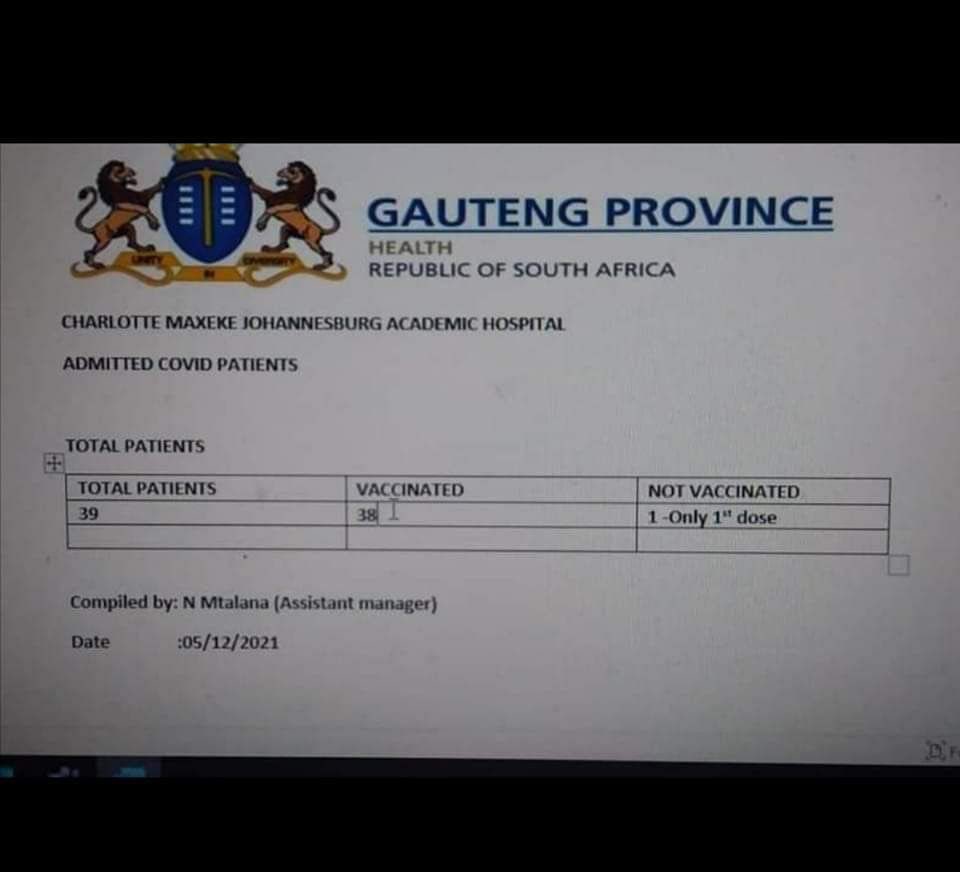 UNITY IN DIVERSITY
GAUTENG PROVINCE
HEALTH
REPUBLIC OF SOUTH AFRICA
CHARLOTTE MAXEKE JOHANNESBURG ACADEMIC HOSPITAL
ADMITTED COVID PATIENTS
TOTAL PATIENTS
TOTAL PATIENTS VACCINATED NOT VACCINATED
39 38 1 -Only 1st dose
Compiled by: N Mtalana (Assistant manager)
Date :05/12/2021